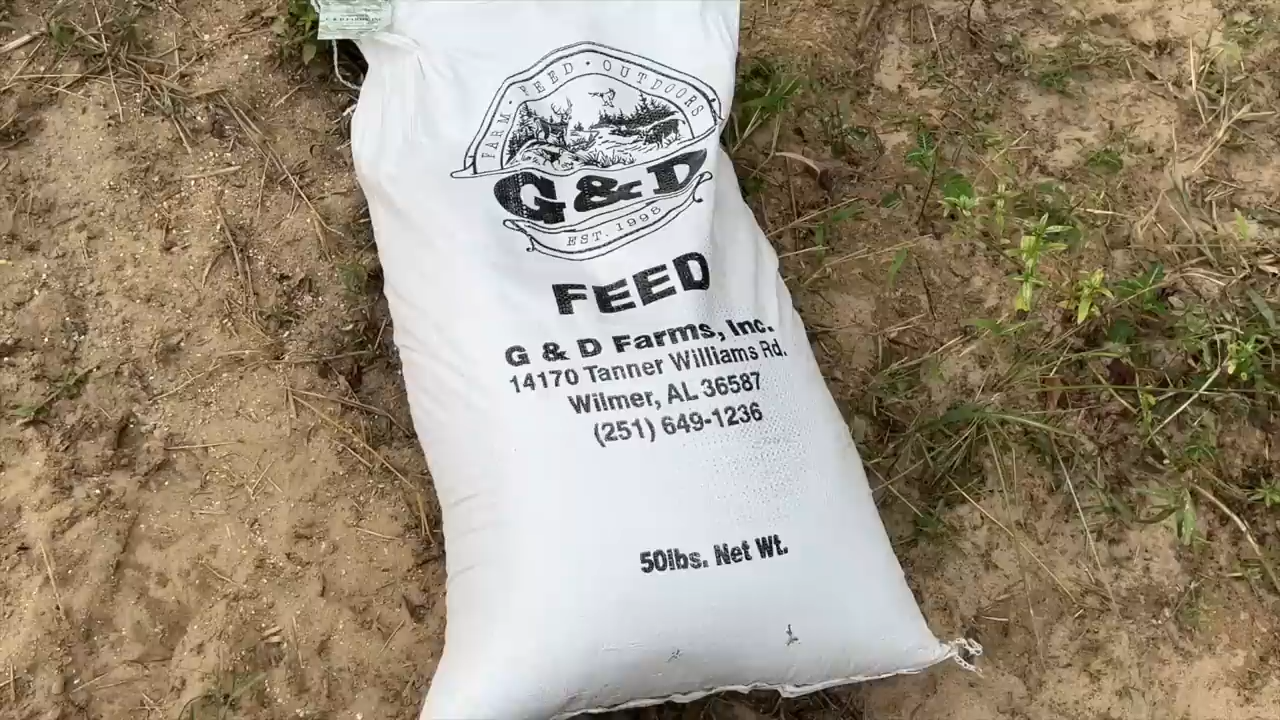 FARM • FEED • OUTDOORS
G & D
EST. 1998
FEED
G & D Farms, Inc.
14170 Tanner Williams Rd.
Wilmer, AL 36587
(251) 649-1236
50lbs. Net Wt.